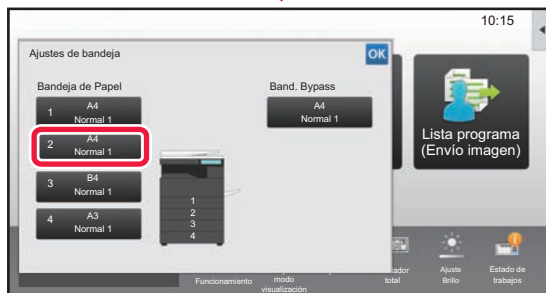 10:15
Ajustes de bandeja
OK
Bandeja de Papel
Band. Bypass
1 A4
Normal 1
A4
Normal 1
2 A4
Normal 1
3 B4
Normal 1
4 A3
Normal 1
1
2
3
4
Lista programa
(Envío imagen)
Funcionamiento
modo
visualización
total
Ajuste
Brillo
Estado de
trabajos